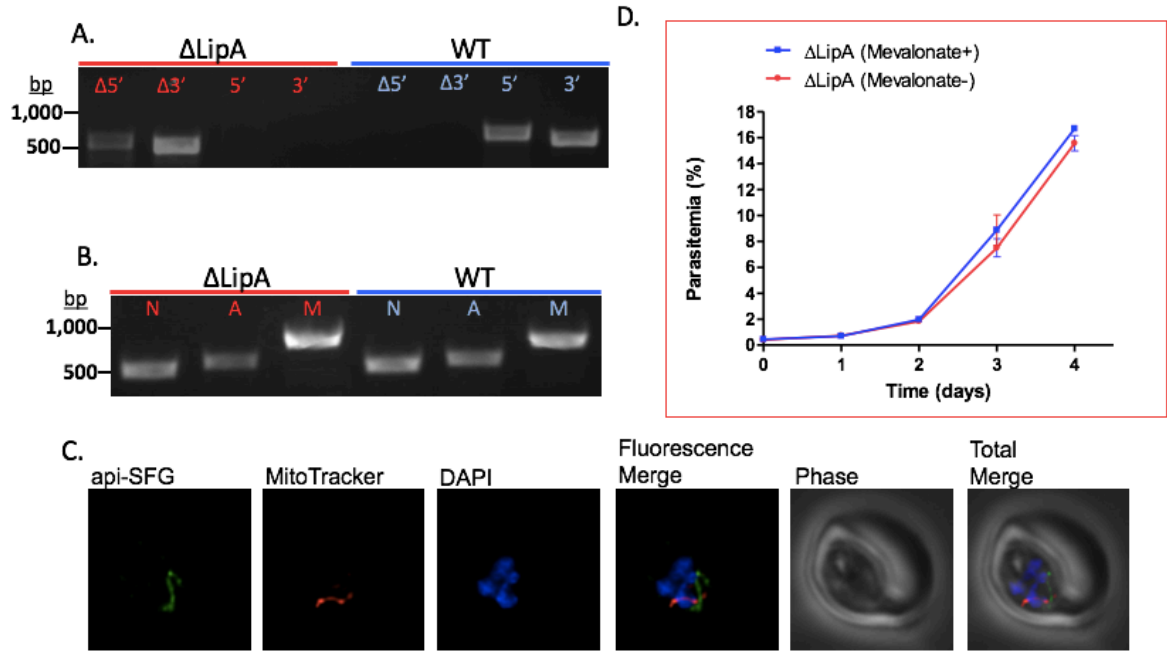 A.
ΔLipA WT
bp Δ5’ Δ3’ 5’ 3’ Δ5’ Δ3’ 5’ 3’
1,000
500
B.
ΔLipA WT
bp N A M N A M
1,000
500
C.
api-SFG MitoTracker DAPI Fluorescence Merge Phase Total Merge
D.
ΔLipA (Mevalonate+)
ΔLipA (Mevalonate-)
Parasitemia (%)
18
16
14
12
10
8
6
4
2
0
0 1 2 3 4
Time (days)